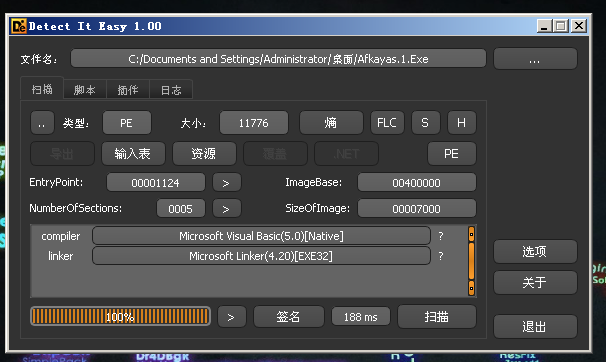 Detect It Easy 1.00
文件名： C:/Documents and Settings/Administrator/桌面/Afkayas.1.Exe ...
扫描 脚本 插件 日志
.. 类型： PE 大小： 11776 熵 FLC S H
导出 输入表 资源 覆盖 .NET PE
EntryPoint: 00001124 > ImageBase: 00400000
NumberOfSections: 0005 > SizeOfImage: 00007000
compiler Microsoft Visual Basic(5.0)[Native] ?
linker Microsoft Linker(4.20)[EXE32] ?
选项
关于
100% > 签名 188 ms 扫描
退出
Df4DBgk